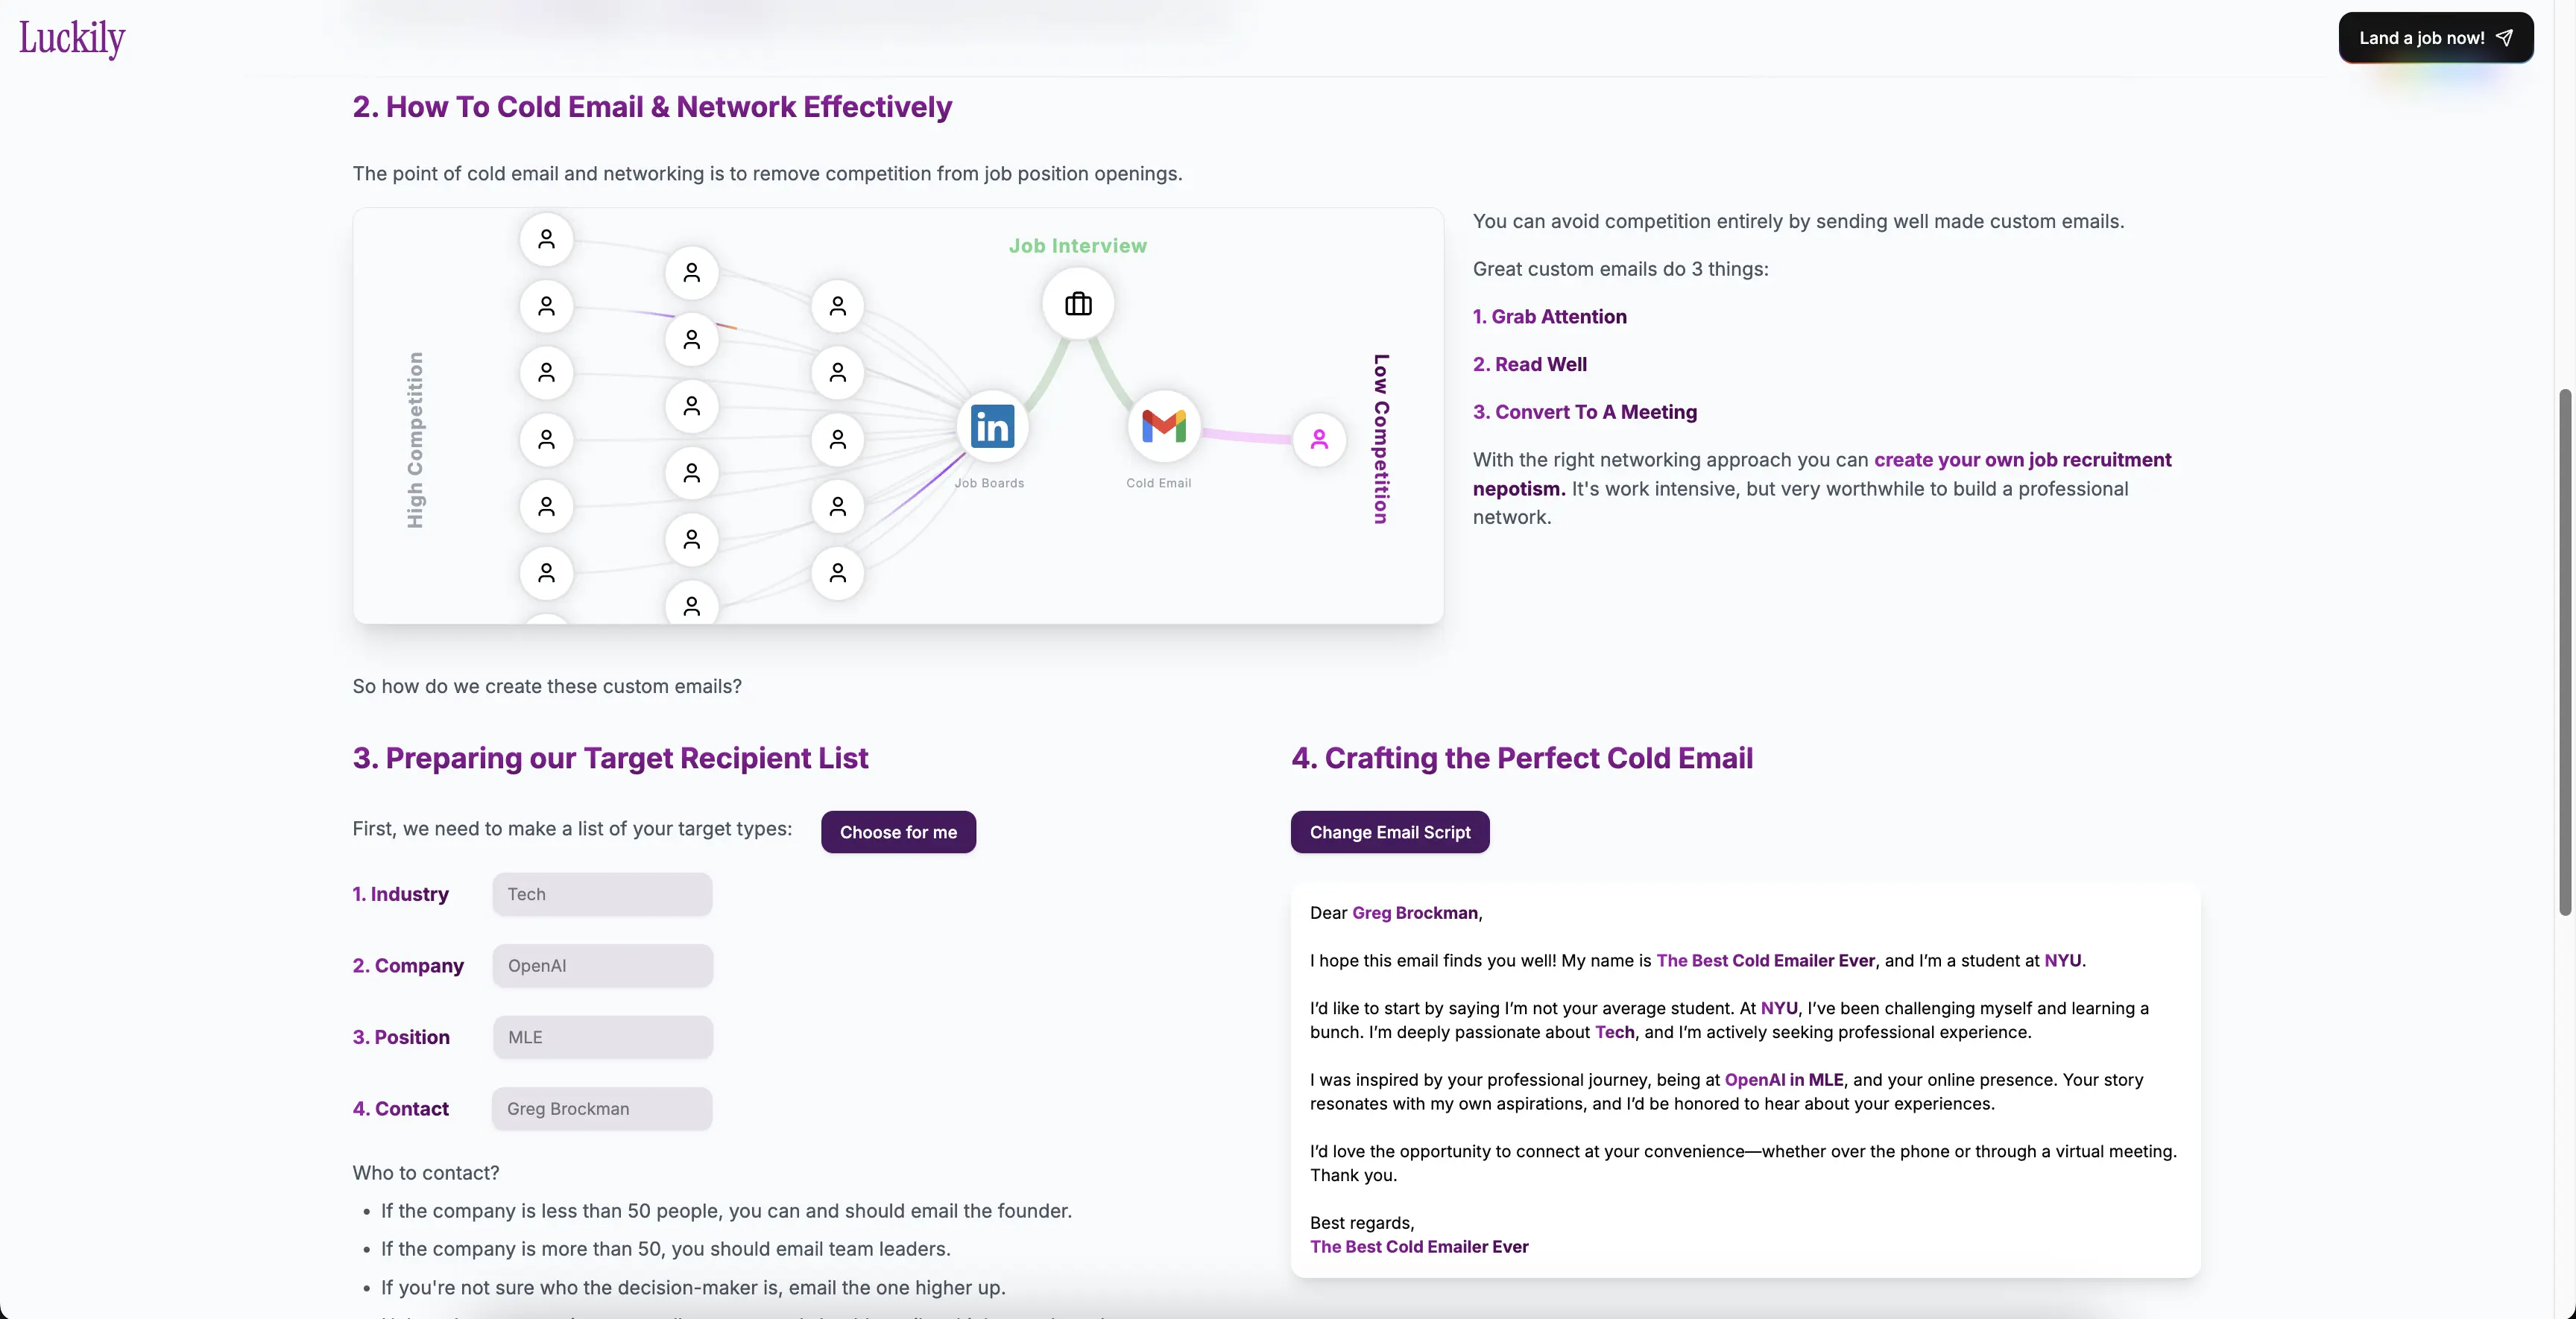 Luckily
Land a job now!
2. How To Cold Email & Network Effectively
The point of cold email and networking is to remove competition from job position openings.
High Competition
Job Interview
in
Job Boards
Cold Email
Low Competition
You can avoid competition entirely by sending well made custom emails.
Great custom emails do 3 things:
1. Grab Attention
2. Read Well
3. Convert To A Meeting
With the right networking approach you can create your own job recruitment
nepotism. It's work intensive, but very worthwhile to build a professional
network.
So how do we create these custom emails?
3. Preparing our Target Recipient List
First, we need to make a list of your target types:
Choose for me
1. Industry
Tech
2. Company
OpenAI
3. Position
MLE
4. Contact
Greg Brockman
Who to contact?
• If the company is less than 50 people, you can and should email the founder.
• If the company is more than 50, you should email team leaders.
• If you're not sure who the decision-maker is, email the one higher up.
4. Crafting the Perfect Cold Email
Change Email Script
Dear Greg Brockman,
I hope this email finds you well! My name is The Best Cold Emailer Ever, and I’m a student at NYU.
I’d like to start by saying I’m not your average student. At NYU, I’ve been challenging myself and learning a
bunch. I’m deeply passionate about Tech, and I’m actively seeking professional experience.
I was inspired by your professional journey, being at OpenAI in MLE, and your online presence. Your story
resonates with my own aspirations, and I’d be honored to hear about your experiences.
I’d love the opportunity to connect at your convenience—whether over the phone or through a virtual meeting.
Thank you.
Best regards,
The Best Cold Emailer Ever